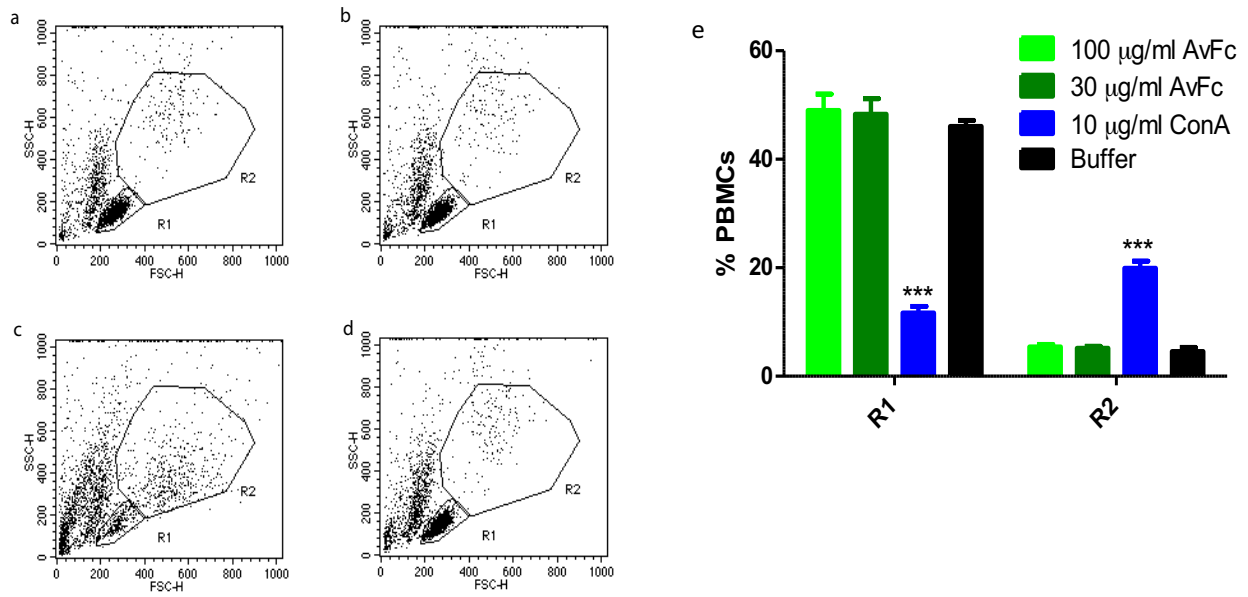 a
1000
800
600
400
200
0
SSC-H
R2
R1
0 200 400 600 800 1000
FSC-H
b
1000
800
600
400
200
0
SSC-H
R2
R1
0 200 400 600 800 1000
FSC-H
c
1000
800
600
400
200
0
SSC-H
R2
R1
0 200 400 600 800 1000
FSC-H
d
1000
800
600
400
200
0
SSC-H
R2
R1
0 200 400 600 800 1000
FSC-H
e
60
40
20
0
% PBMCs
100 μg/ml AvFc
30 μg/ml AvFc
10 μg/ml ConA
Buffer
***
***
R1
R2